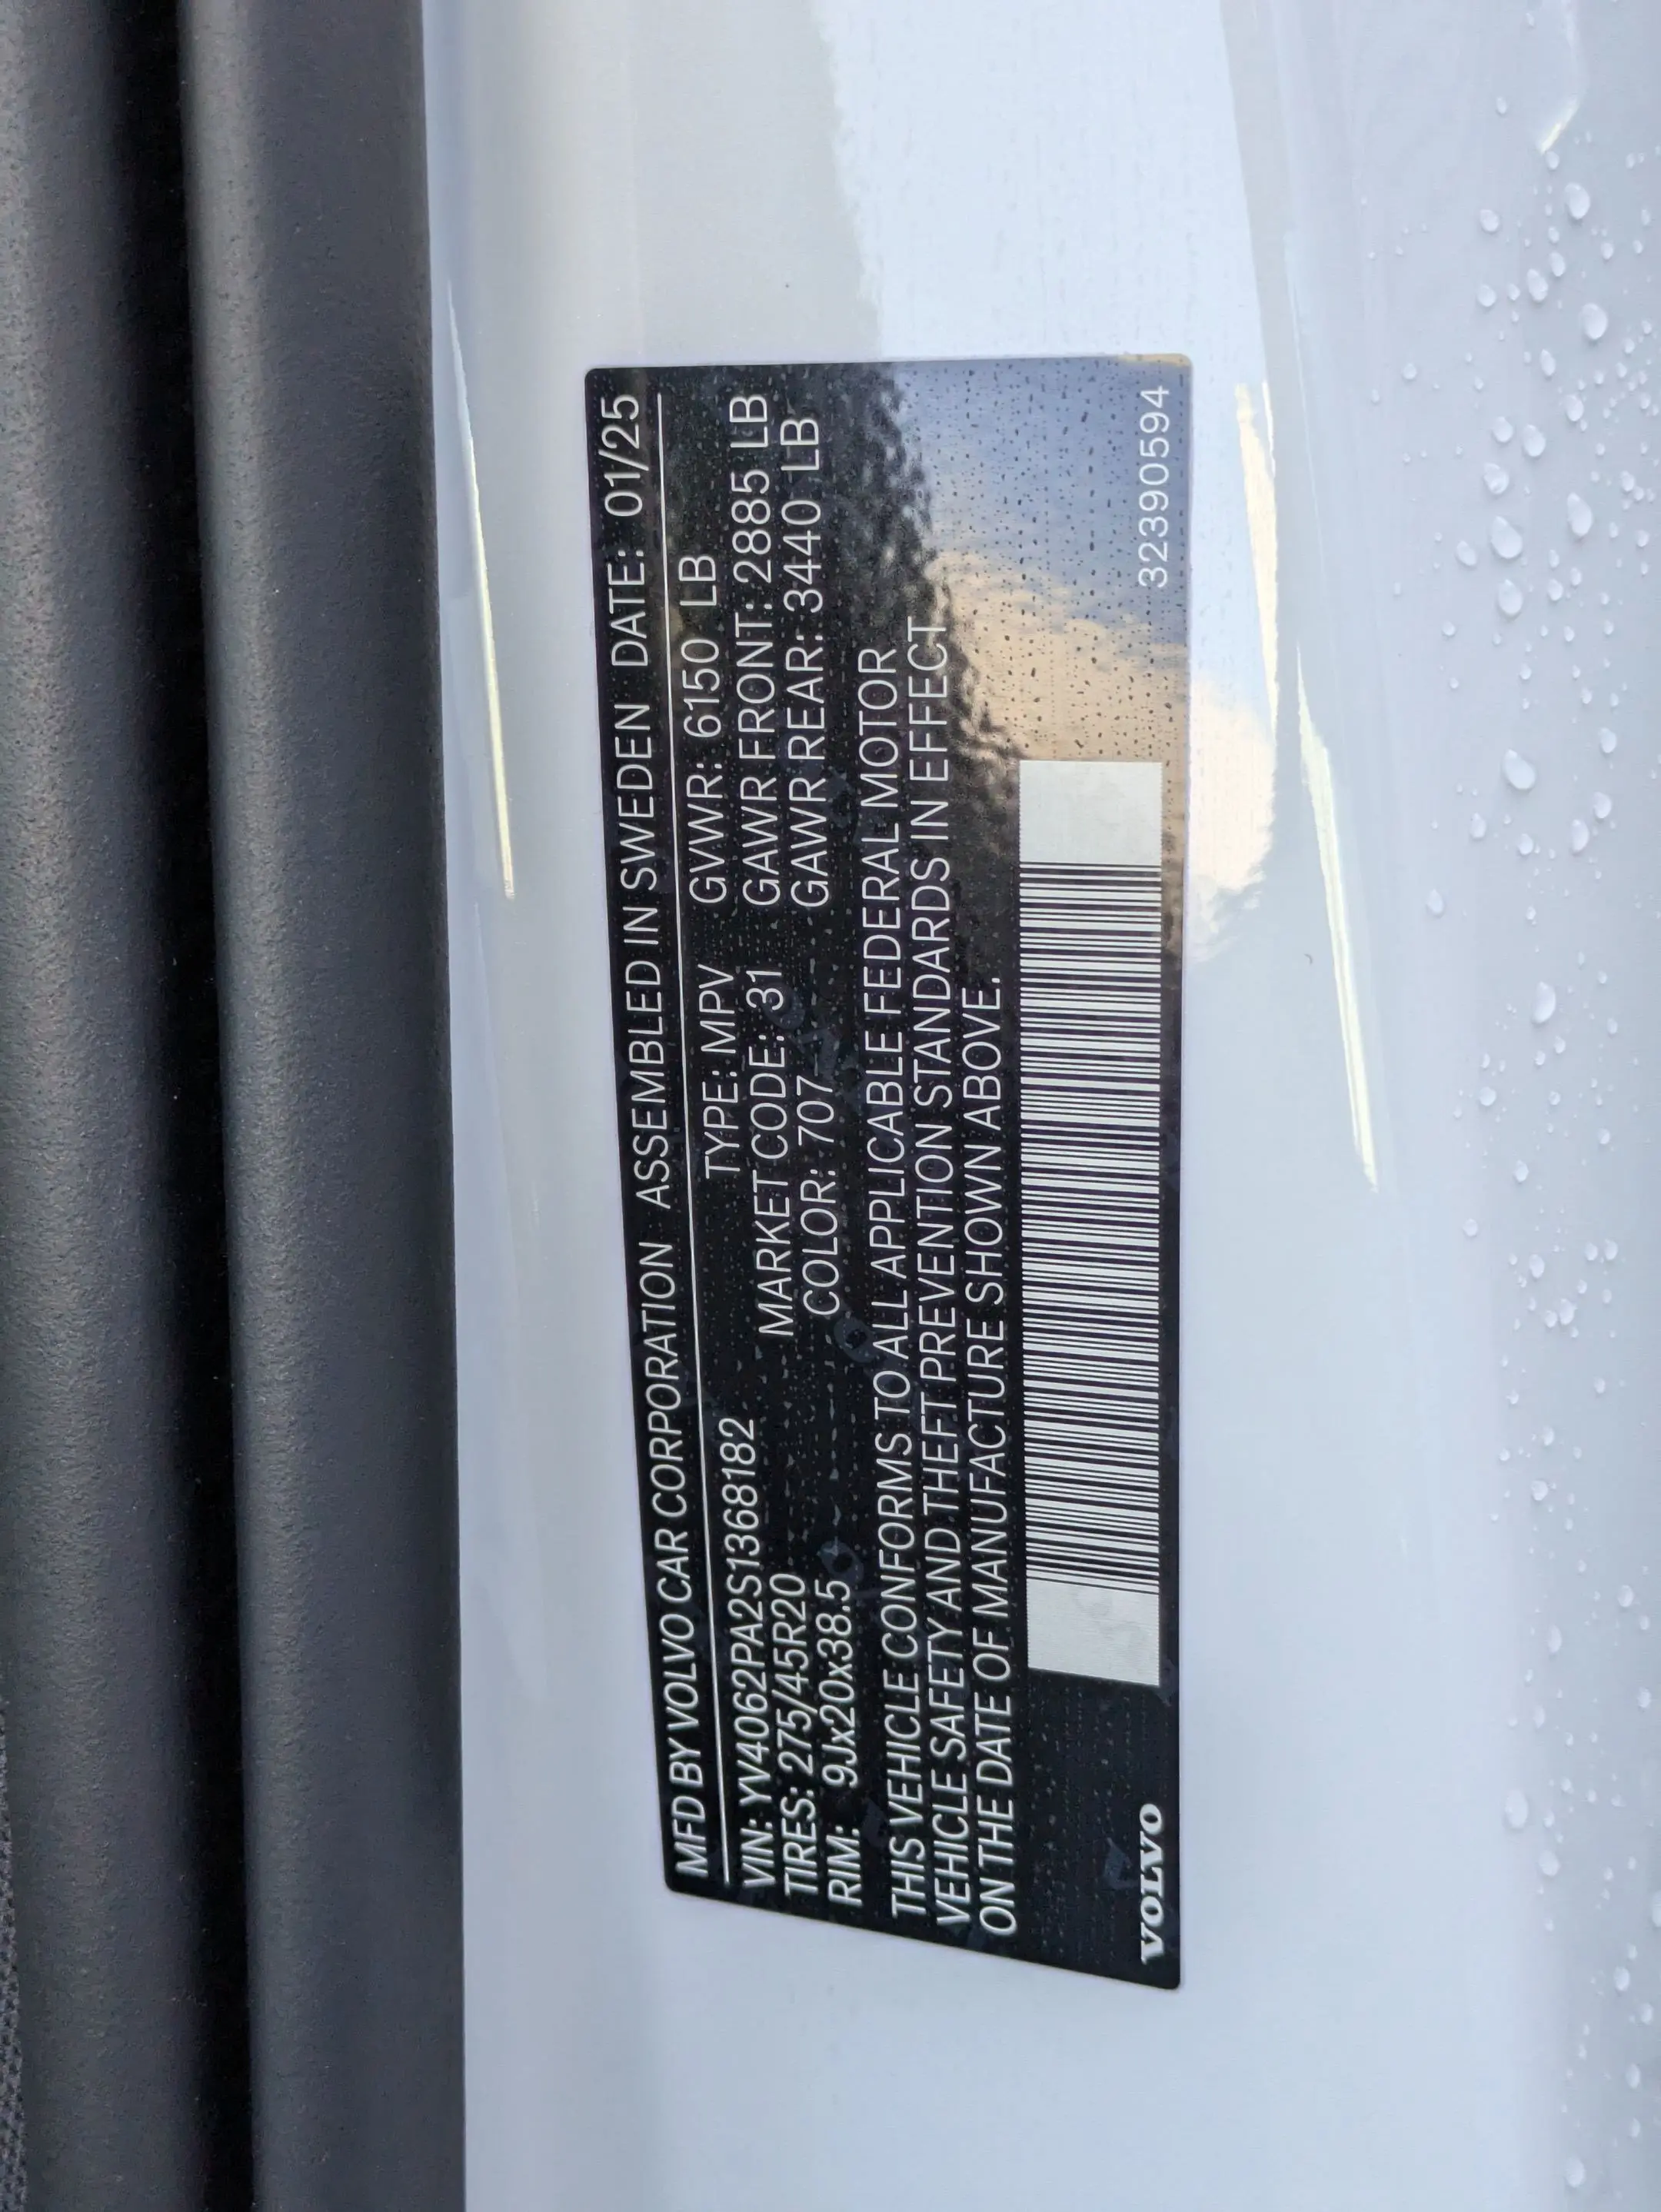 MFD BY VOLVO CAR CORPORATION ASSEMBLED IN SWEDEN DATE: 01/25
VIN: YV4062PA2S1368182 TYPE: MPV GVWR: 6150 LB
TIRES: 275/45R20 MARKET CODE: 31 GAWR FRONT: 2885 LB
RIM: 9Jx20x38.5 COLOR: 707 GAWR REAR: 3440 LB
THIS VEHICLE CONFORMS TO ALL APPLICABLE FEDERAL MOTOR
VEHICLE SAFETY AND THEFT PREVENTION STANDARDS IN EFFECT
ON THE DATE OF MANUFACTURE SHOWN ABOVE.
VOLVO 32390594